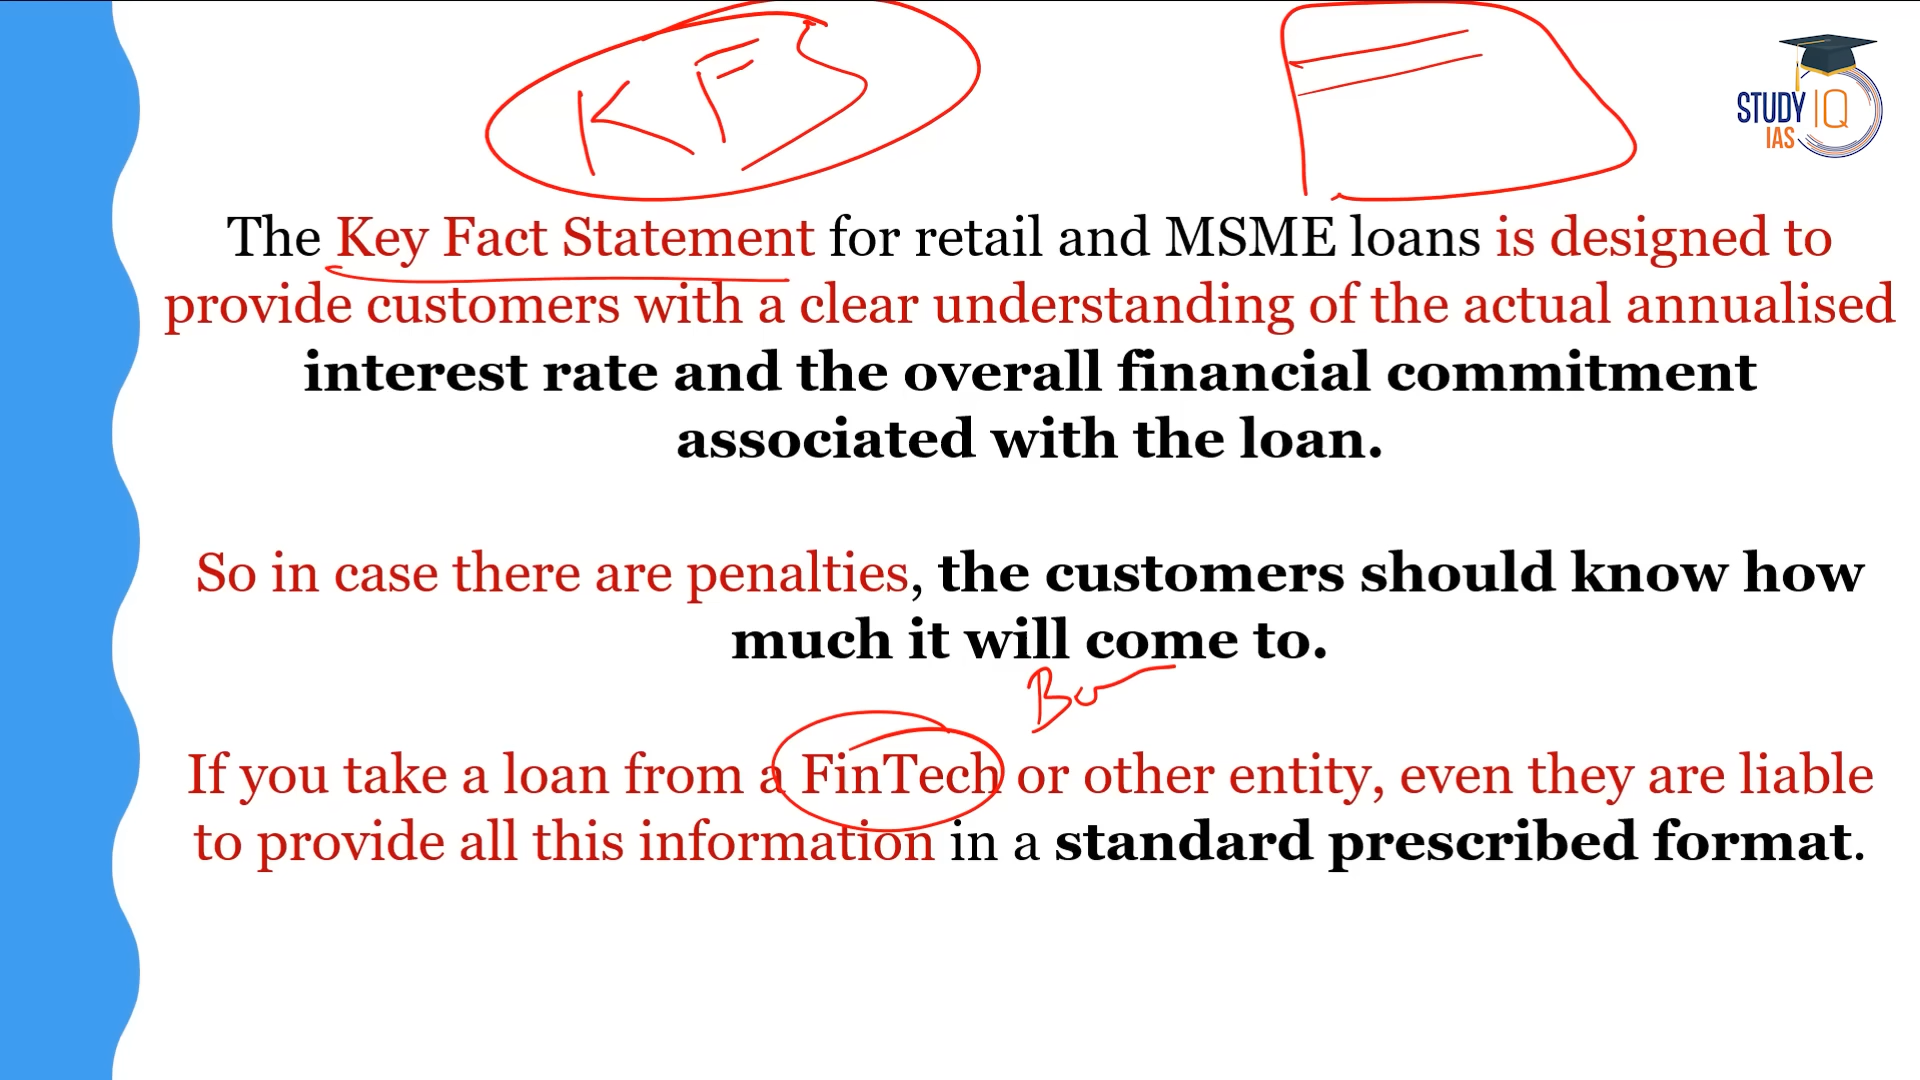 KFS
STUDY IQ
IAS
The Key Fact Statement for retail and MSME loans is designed to
provide customers with a clear understanding of the actual annualised
interest rate and the overall financial commitment
associated with the loan.
So in case there are penalties, the customers should know how
much it will come to.
If you take a loan from a FinTech or other entity, even they are liable
to provide all this information in a standard prescribed format.